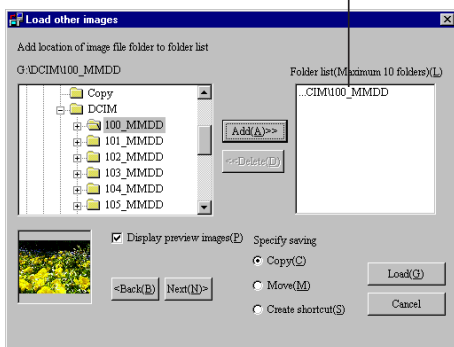 Load other images
Add location of image file folder to folder list
G:\DCIM\100_MMDD
Folder list(Maximum 10 folders)(L)
Copy
DCIM
100_MMDD
101_MMDD
102_MMDD
103_MMDD
104_MMDD
105_MMDD
Add(A)>>
<<Delete(D)
...CIM\100_MMDD
Display preview images(P)
<Back(B)
Next(N)>
Specify saving
Copy(C)
Move(M)
Create shortcut(S)
Load(G)
Cancel